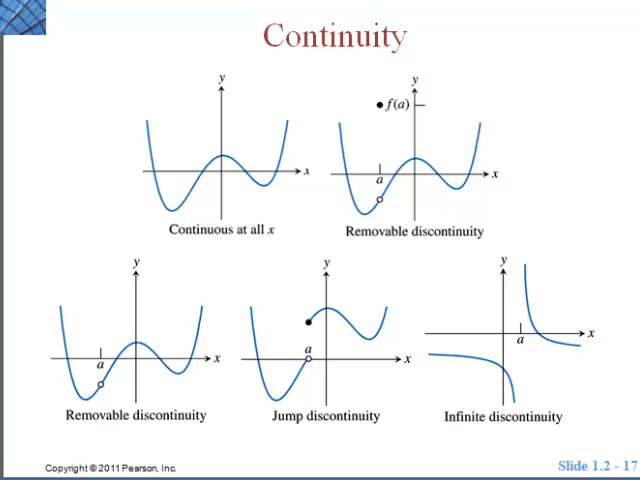 Continuity
y
x
Continuous at all x
y
f(a)
a
x
Removable discontinuity
y
a
x
Removable discontinuity
y
a
x
Jump discontinuity
y
x
a
Infinite discontinuity
Copyright © 2011 Pearson, Inc.
Slide 1.2 - 17